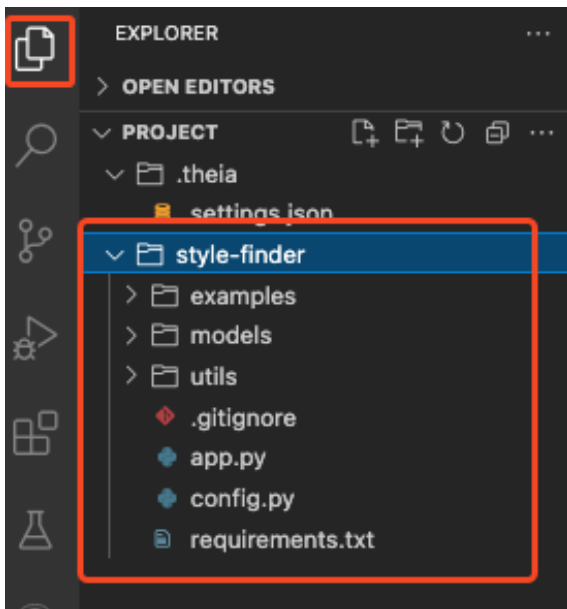 EXPLORER
OPEN EDITORS
PROJECT
.theia
settings.json
style-finder
examples
models
utils
.gitignore
app.py
config.py
requirements.txt